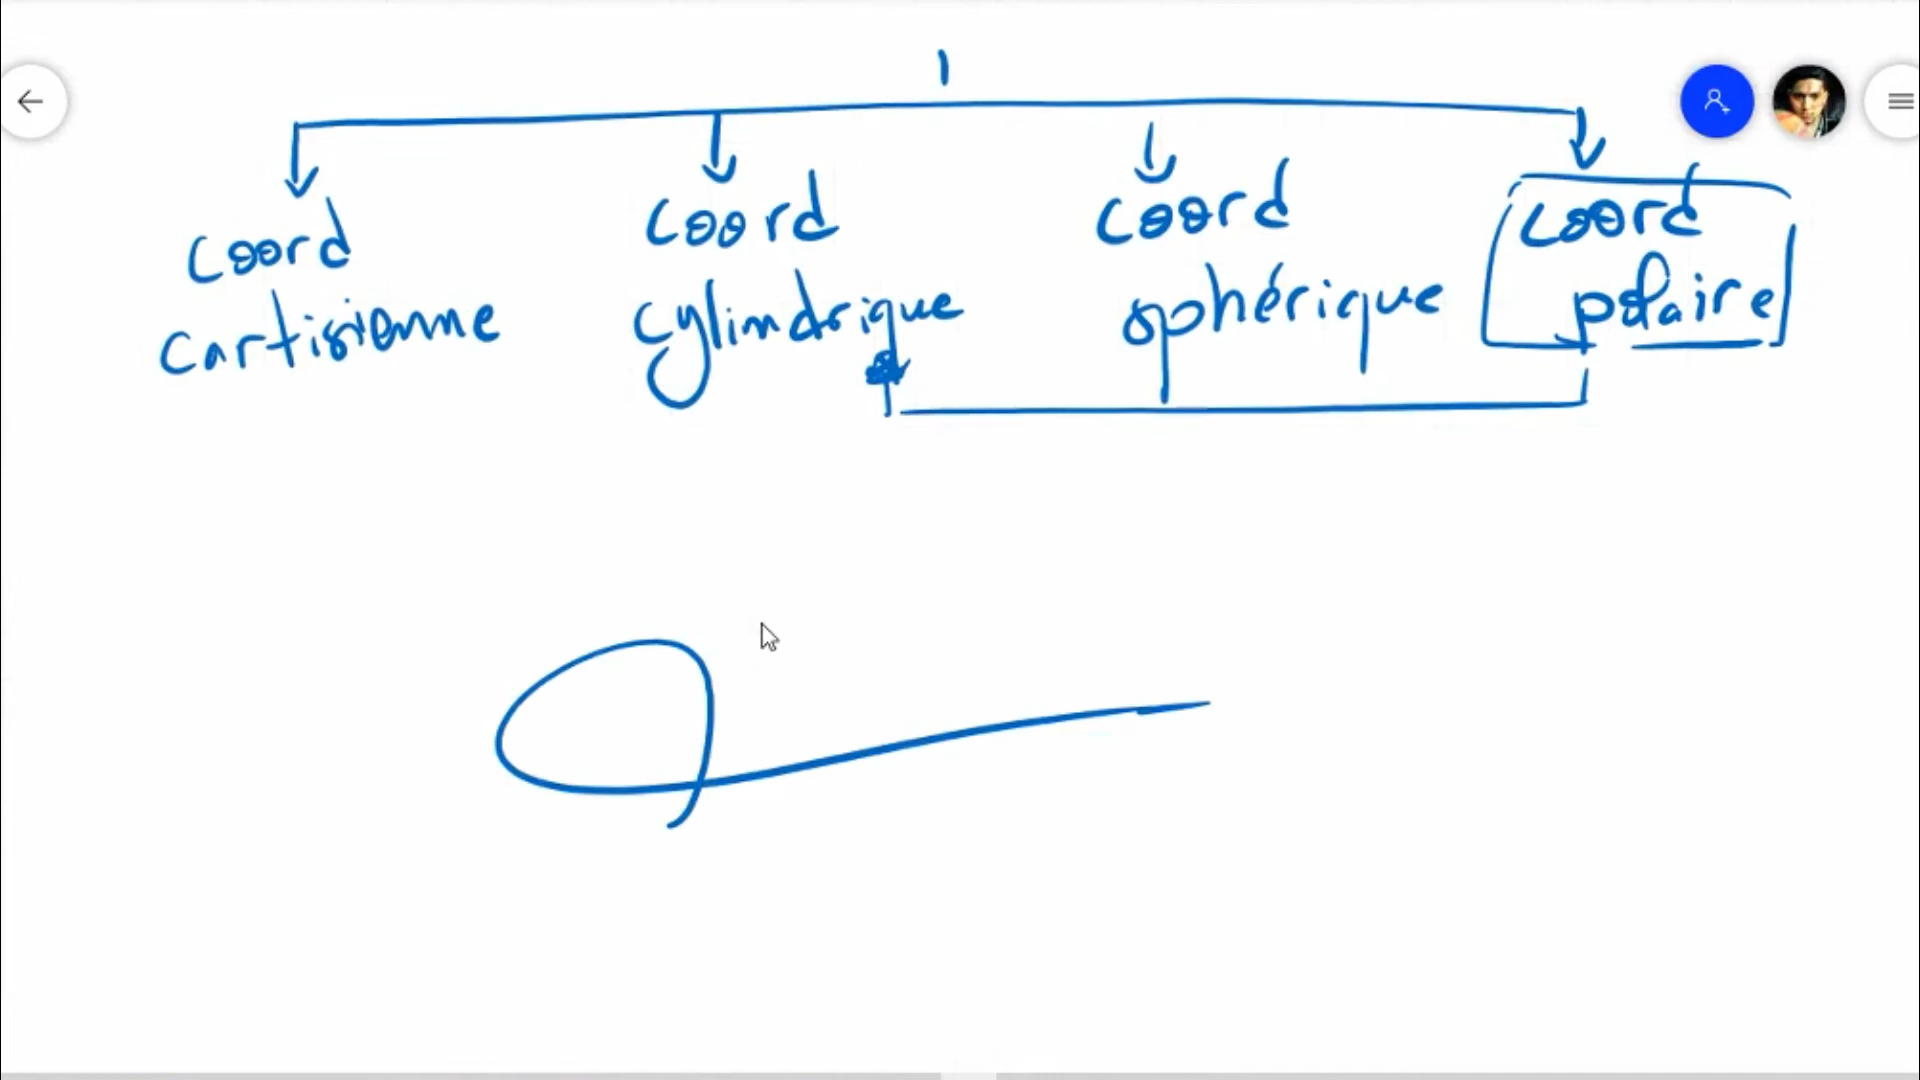 coord
cartisienne
coord
cylindrique
coord
sphérique
coord
polaire